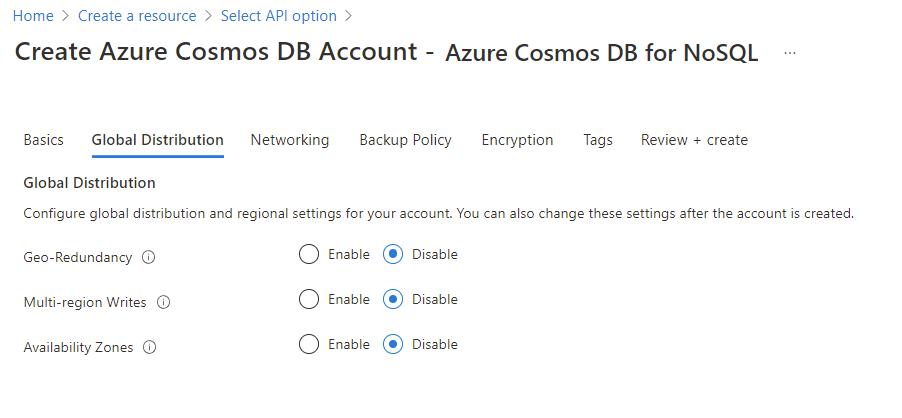 Home > Create a resource > Select API option >
Create Azure Cosmos DB Account - Azure Cosmos DB for NoSQL ...
Basics Global Distribution Networking Backup Policy Encryption Tags Review + create
Global Distribution
Configure global distribution and regional settings for your account. You can also change these settings after the account is created.
Geo-Redundancy Enable Disable
Multi-region Writes Enable Disable
Availability Zones Enable Disable